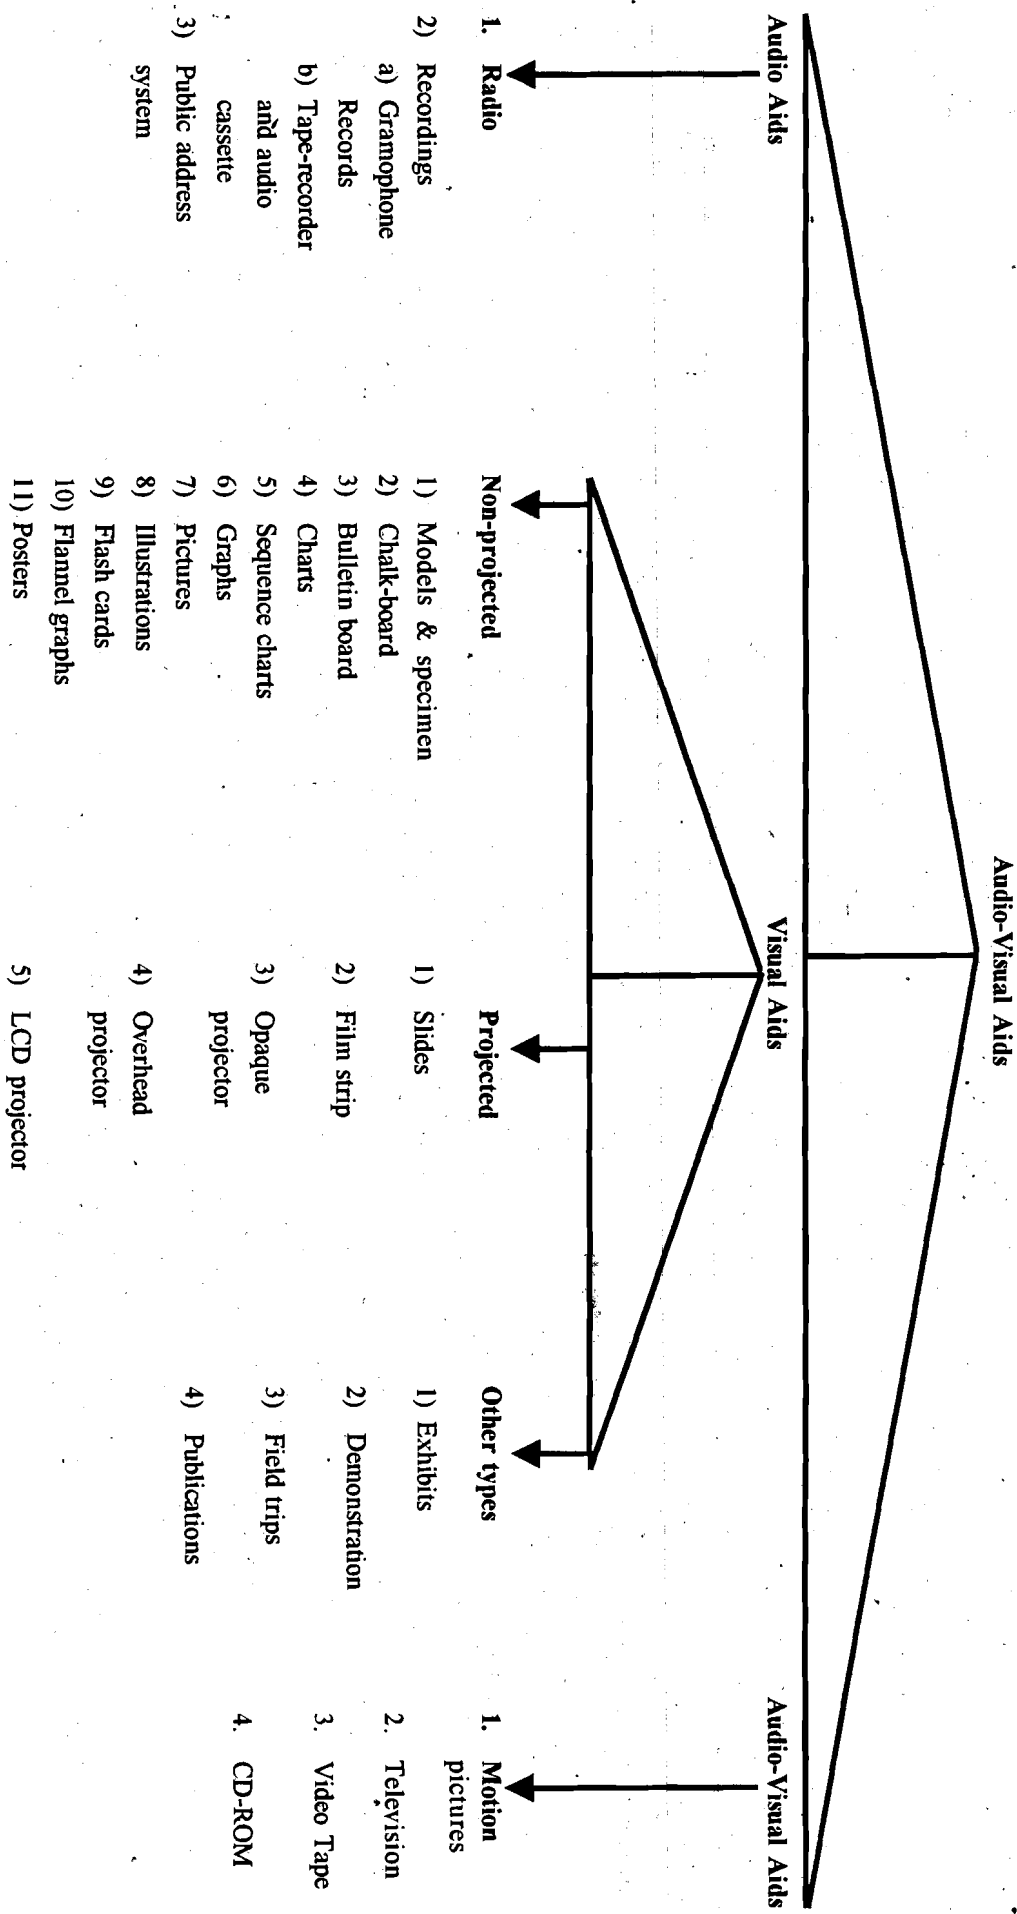 Audio-Visual Aids
Audio Aids
Visual Aids
Audio-Visual Aids
1. Radio
2) Recordings
a) Gramophone
Records
b) Tape-recorder
and audio
cassette
3) Public address
system
Non-projected
1) Models & specimen
2) Chalk-board
3) Bulletin board
4) Charts
5) Sequence charts
6) Graphs
7) Pictures
8) Illustrations
9) Flash cards
10) Flannel graphs
11) Posters
Projected
1) Slides
2) Film strip
3) Opaque
projector
4) Overhead
projector
5) LCD projector
Other types
1) Exhibits
2) Demonstration
3) Field trips
4) Publications
1. Motion
pictures
2. Television
3. Video Tape
4. CD-ROM